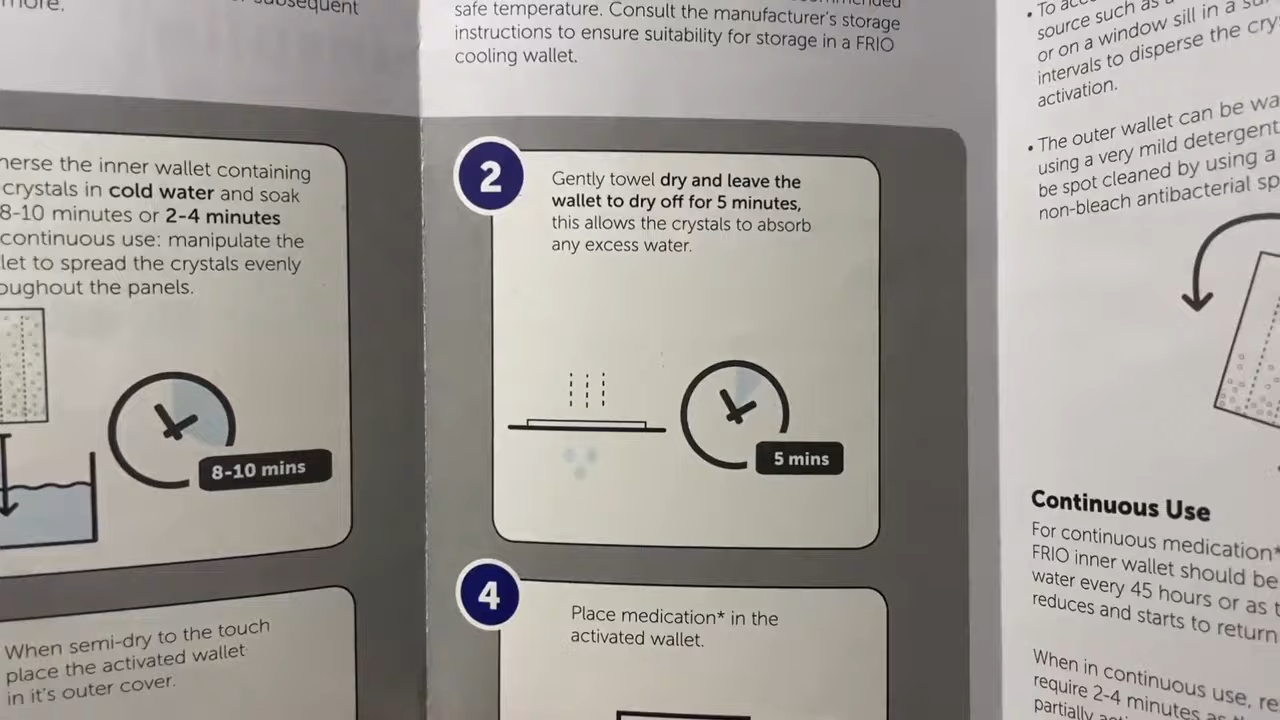 more.
subsequent
safe temperature. Consult the manufacturer's storage
instructions to ensure suitability for storage in a FRIO
cooling wallet.
the inner wallet containing
crystals in cold water and soak
8-10 minutes or 2-4 minutes
continuous use: manipulate the
to spread the crystals evenly
the panels.
8-10 mins
When semi-dry to the touch
place the activated wallet
in it's outer cover.
2
Gently towel dry and leave the
wallet to dry off for 5 minutes,
this allows the crystals to absorb
any excess water.
5 mins
4
Place medication* in the
activated wallet.
• To
source such as a
or on a window sill in a
intervals to disperse the
activation.
• The outer wallet can be
using a very mild detergent
be spot cleaned by using a
non-bleach antibacterial
Continuous Use
For continuous medication*
FRIO inner wallet should be
water every 45 hours or as
reduces and starts to return
When in continuous use,
require 2-4 minutes as
partially